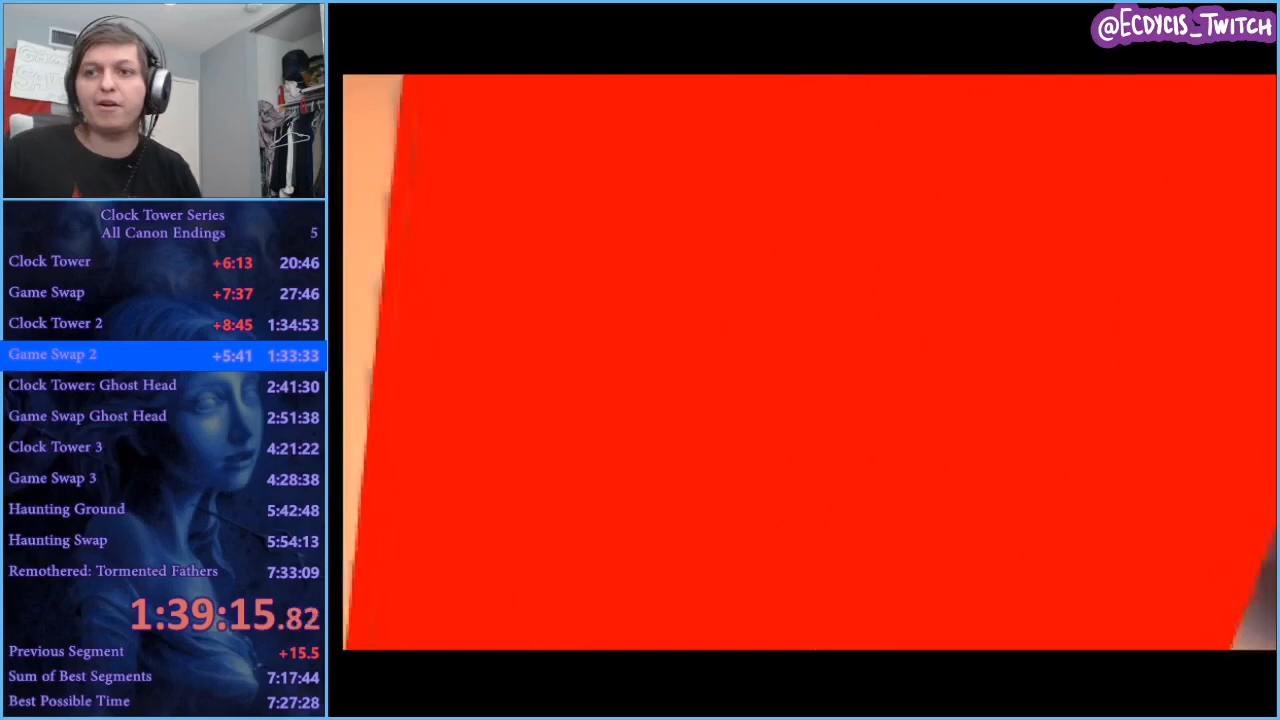 @ECDYCIS_TWITCH
Clock Tower Series
All Canon Endings 5
Clock Tower +6:13 20:46
Game Swap +7:37 27:46
Clock Tower 2 +8:45 1:34:53
Game Swap 2 +5:41 1:33:33
Clock Tower: Ghost Head 2:41:30
Game Swap Ghost Head 2:51:38
Clock Tower 3 4:21:22
Game Swap 3 4:28:38
Haunting Ground 5:42:48
Haunting Swap 5:54:13
Remothered: Tormented Fathers 7:33:09
1:39:15.82
Previous Segment +15.5
Sum of Best Segments 7:17:44
Best Possible Time 7:27:28